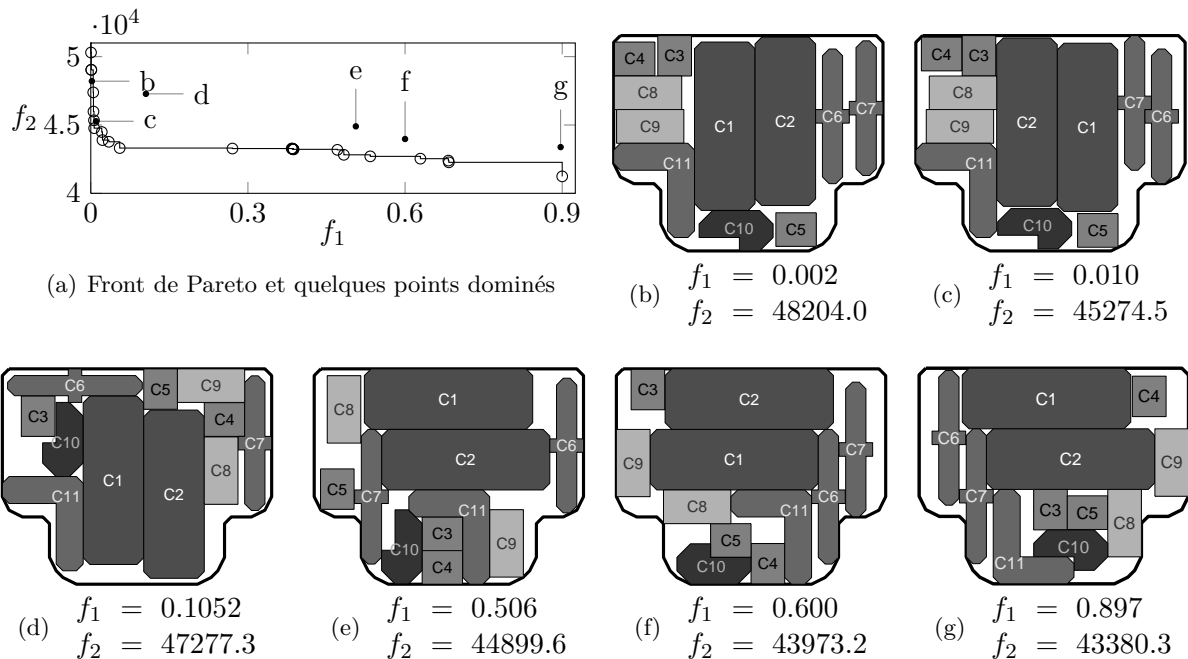 ·10⁴
5
4.5
4
f₂
b
d
c
e
f
g
0
0.3
0.6
0.9
f₁
(a) Front de Pareto et quelques points dominés
C4
C3
C8
C9
C11
C1
C2
C6
C7
C10
C5
(b)
f₁ = 0.002
f₂ = 48204.0
C4
C3
C8
C9
C11
C2
C1
C7
C6
C10
C5
(c)
f₁ = 0.010
f₂ = 45274.5
C6
C5
C9
C3
C4
C10
C7
C8
C1
C2
C11
(d)
f₁ = 0.1052
f₂ = 47277.3
C8
C1
C6
C2
C5
C7
C11
C3
C9
C10
C4
(e)
f₁ = 0.506
f₂ = 44899.6
C3
C2
C7
C9
C1
C6
C8
C11
C5
C10
C4
(f)
f₁ = 0.600
f₂ = 43973.2
C1
C4
C6
C2
C9
C7
C3
C5
C8
C10
C11
(g)
f₁ = 0.897
f₂ = 43380.3